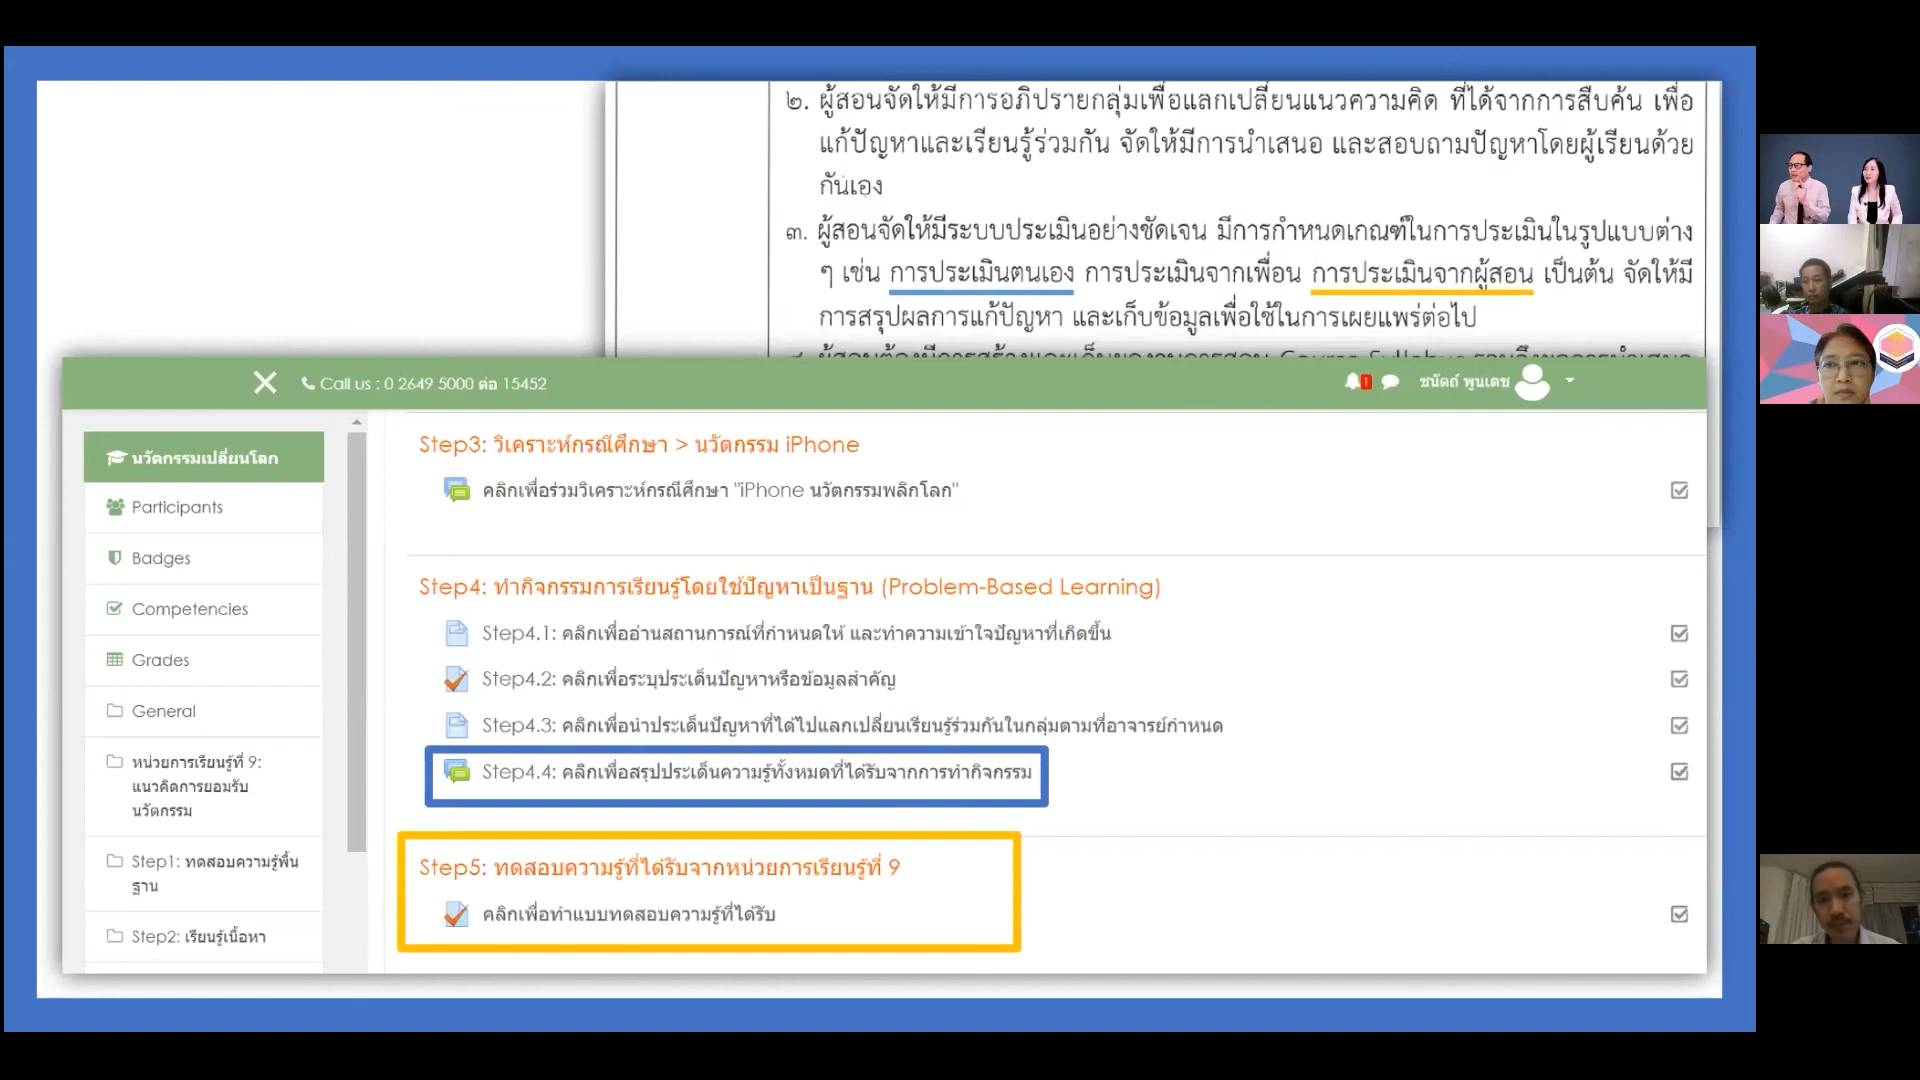 ๒. ผู้สอนจัดให้มีการอภิปรายกลุ่มเพื่อแลกเปลี่ยนแนวความคิด ที่ได้จากการสืบค้น เพื่อ
แก้ปัญหาและเรียนรู้ร่วมกัน จัดให้มีการนำเสนอ และสอบถามปัญหาโดยผู้เรียนด้วย
กันเอง
๓. ผู้สอนจัดให้มีระบบประเมินอย่างชัดเจน มีการกำหนดเกณฑ์ในการประเมินในรูปแบบต่าง
ๆ เช่น การประเมินตนเอง การประเมินจากเพื่อน การประเมินจากผู้สอน เป็นต้น จัดให้มี
การสรุปผลการแก้ปัญหา และเก็บข้อมูลเพื่อใช้ในการเผยแพร่ต่อไป
Call us : 0 2649 5000 ต่อ 15452
1
ชนัดถ์ พูนเดช
นวัตกรรมเปลี่ยนโลก
Participants
Badges
Competencies
Grades
General
หน่วยการเรียนรู้ที่ 9:
แนวคิดการยอมรับ
นวัตกรรม
Step1: ทดสอบความรู้พื้น
ฐาน
Step2: เรียนรู้เนื้อหา
Step3: วิเคราะห์กรณีศึกษา > นวัตกรรม iPhone
คลิกเพื่อร่วมวิเคราะห์กรณีศึกษา "iPhone นวัตกรรมพลิกโลก"
Step4: ทำกิจกรรมการเรียนรู้โดยใช้ปัญหาเป็นฐาน (Problem-Based Learning)
Step4.1: คลิกเพื่ออ่านสถานการณ์ที่กำหนดให้ และทำความเข้าใจปัญหาที่เกิดขึ้น
Step4.2: คลิกเพื่อระบุประเด็นปัญหาหรือข้อมูลสำคัญ
Step4.3: คลิกเพื่อนำประเด็นปัญหาที่ได้ไปแลกเปลี่ยนเรียนรู้ร่วมกันในกลุ่มตามที่อาจารย์กำหนด
Step4.4: คลิกเพื่อสรุปประเด็นความรู้ทั้งหมดที่ได้รับจากการทำกิจกรรม
Step5: ทดสอบความรู้ที่ได้รับจากหน่วยการเรียนรู้ที่ 9
คลิกเพื่อทำแบบทดสอบความรู้ที่ได้รับ